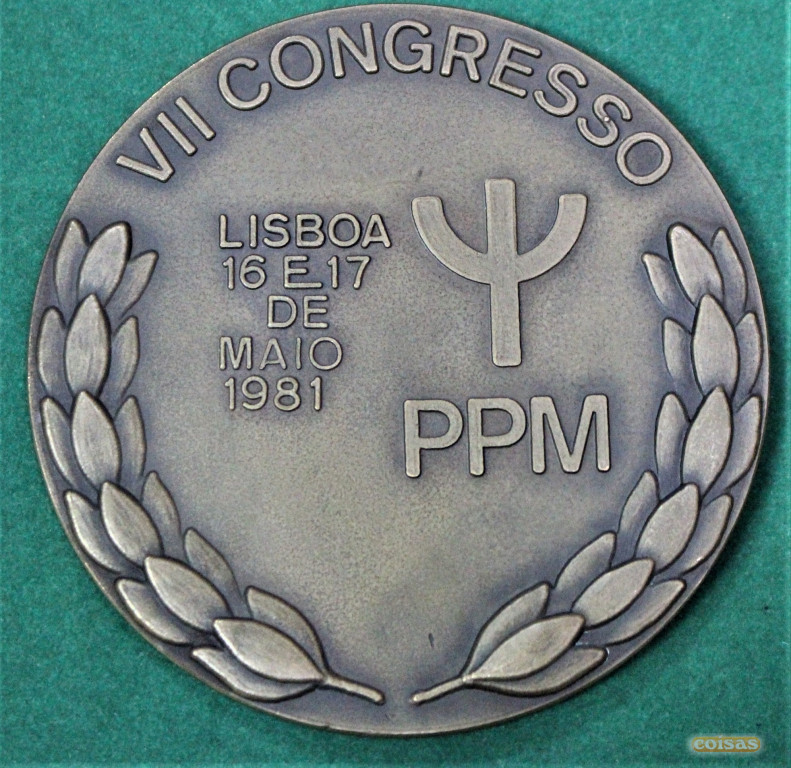 VII CONGRESSO
LISBOA
16 E 17
DE
MAIO
1981
PPM
coisas